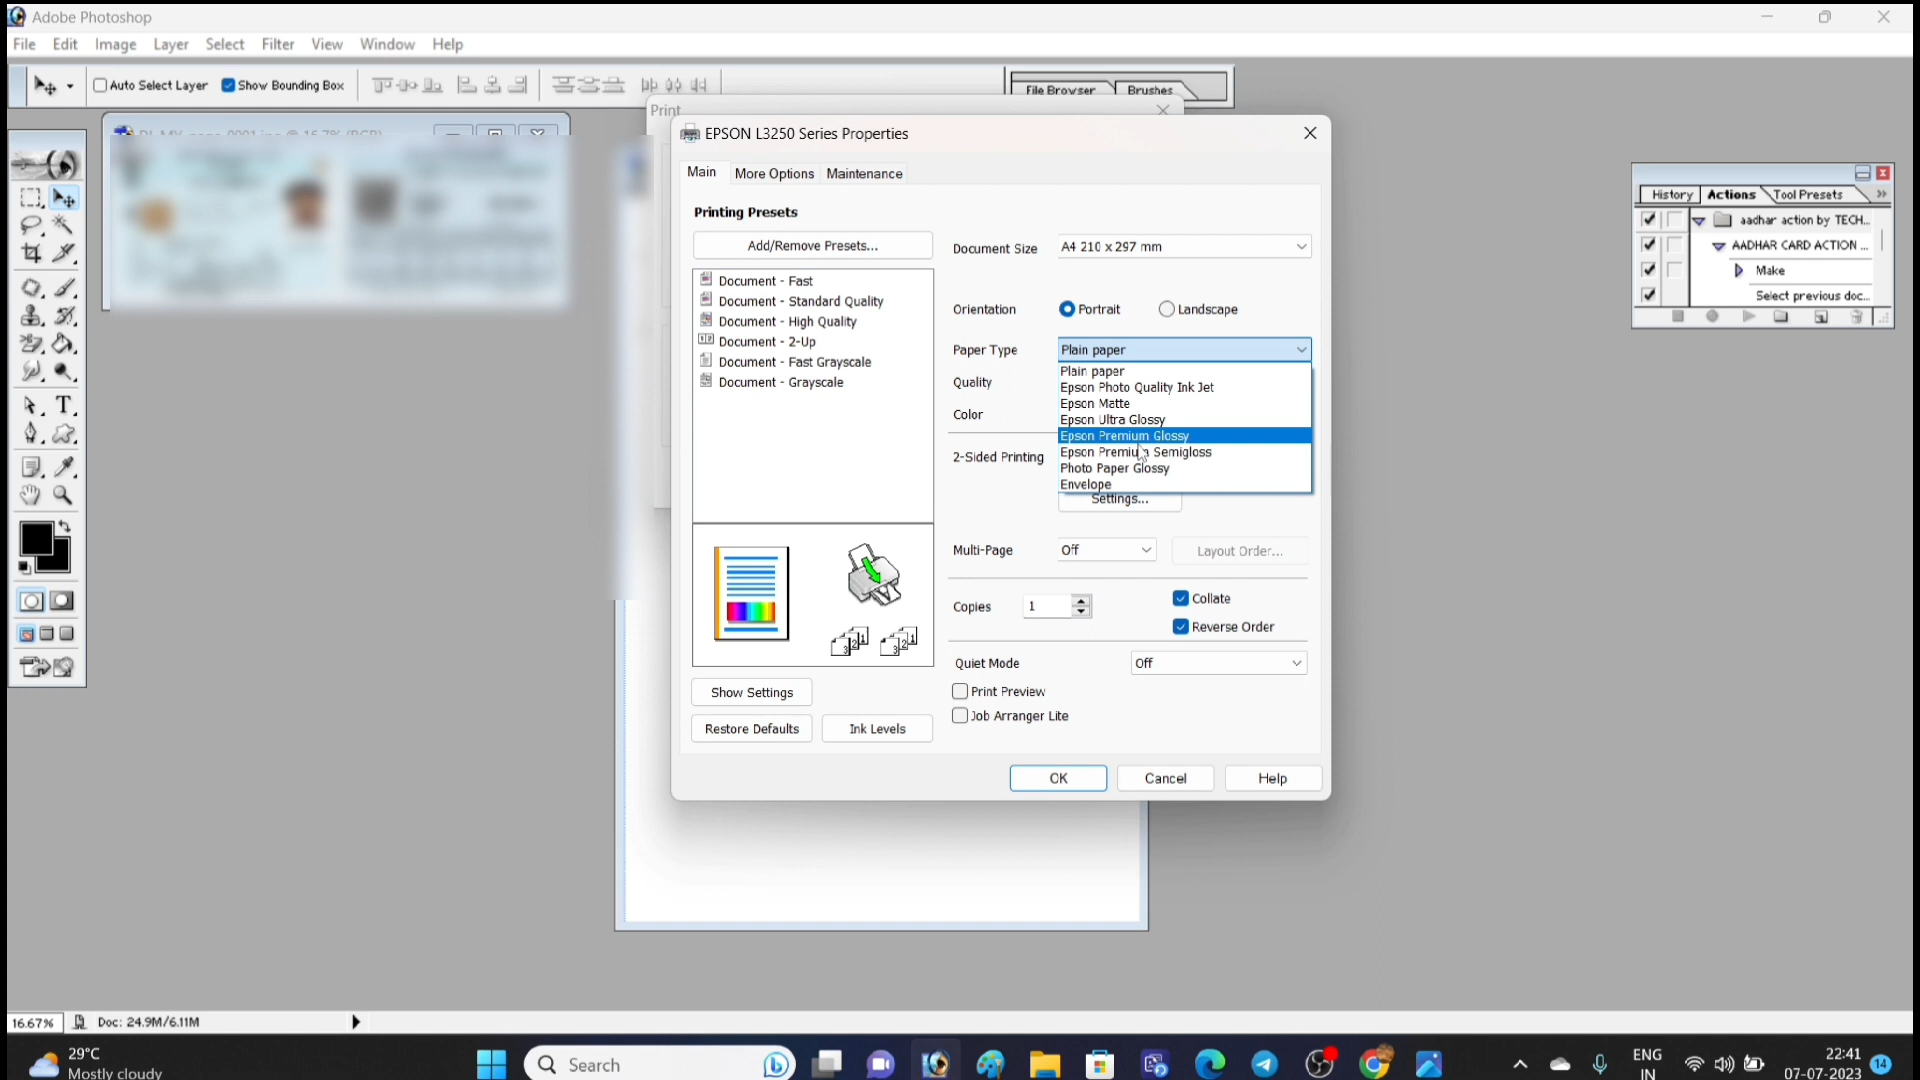 Adobe Photoshop
File Edit Image Layer Select Filter View Window Help
Auto Select Layer Show Bounding Box
File Browser Brushes
Print
EPSON L3250 Series Properties
Main More Options Maintenance
Printing Presets
Add/Remove Presets...
Document - Fast
Document - Standard Quality
Document - High Quality
Document - 2-Up
Document - Fast Grayscale
Document - Grayscale
Show Settings
Restore Defaults Ink Levels
Document Size A4 210 x 297 mm
Orientation Portrait Landscape
Paper Type Plain paper
Plain paper
Epson Photo Quality Ink Jet
Epson Matte
Epson Ultra Glossy
Epson Premium Glossy
Epson Premium Semigloss
Photo Paper Glossy
Envelope
Quality
Color
2-Sided Printing
Settings...
Multi-Page Off Layout Order...
Copies 1 Collate
Reverse Order
Quiet Mode Off
Print Preview
Job Arranger Lite
OK Cancel Help
History Actions Tool Presets
aadhar action by TECH...
AADHAR CARD ACTION ...
Make
Select previous doc...
16.67% Doc: 24.9M/6.11M
29°C
Mostly cloudy
Search
ENG
IN
22:41
07-07-2023
14